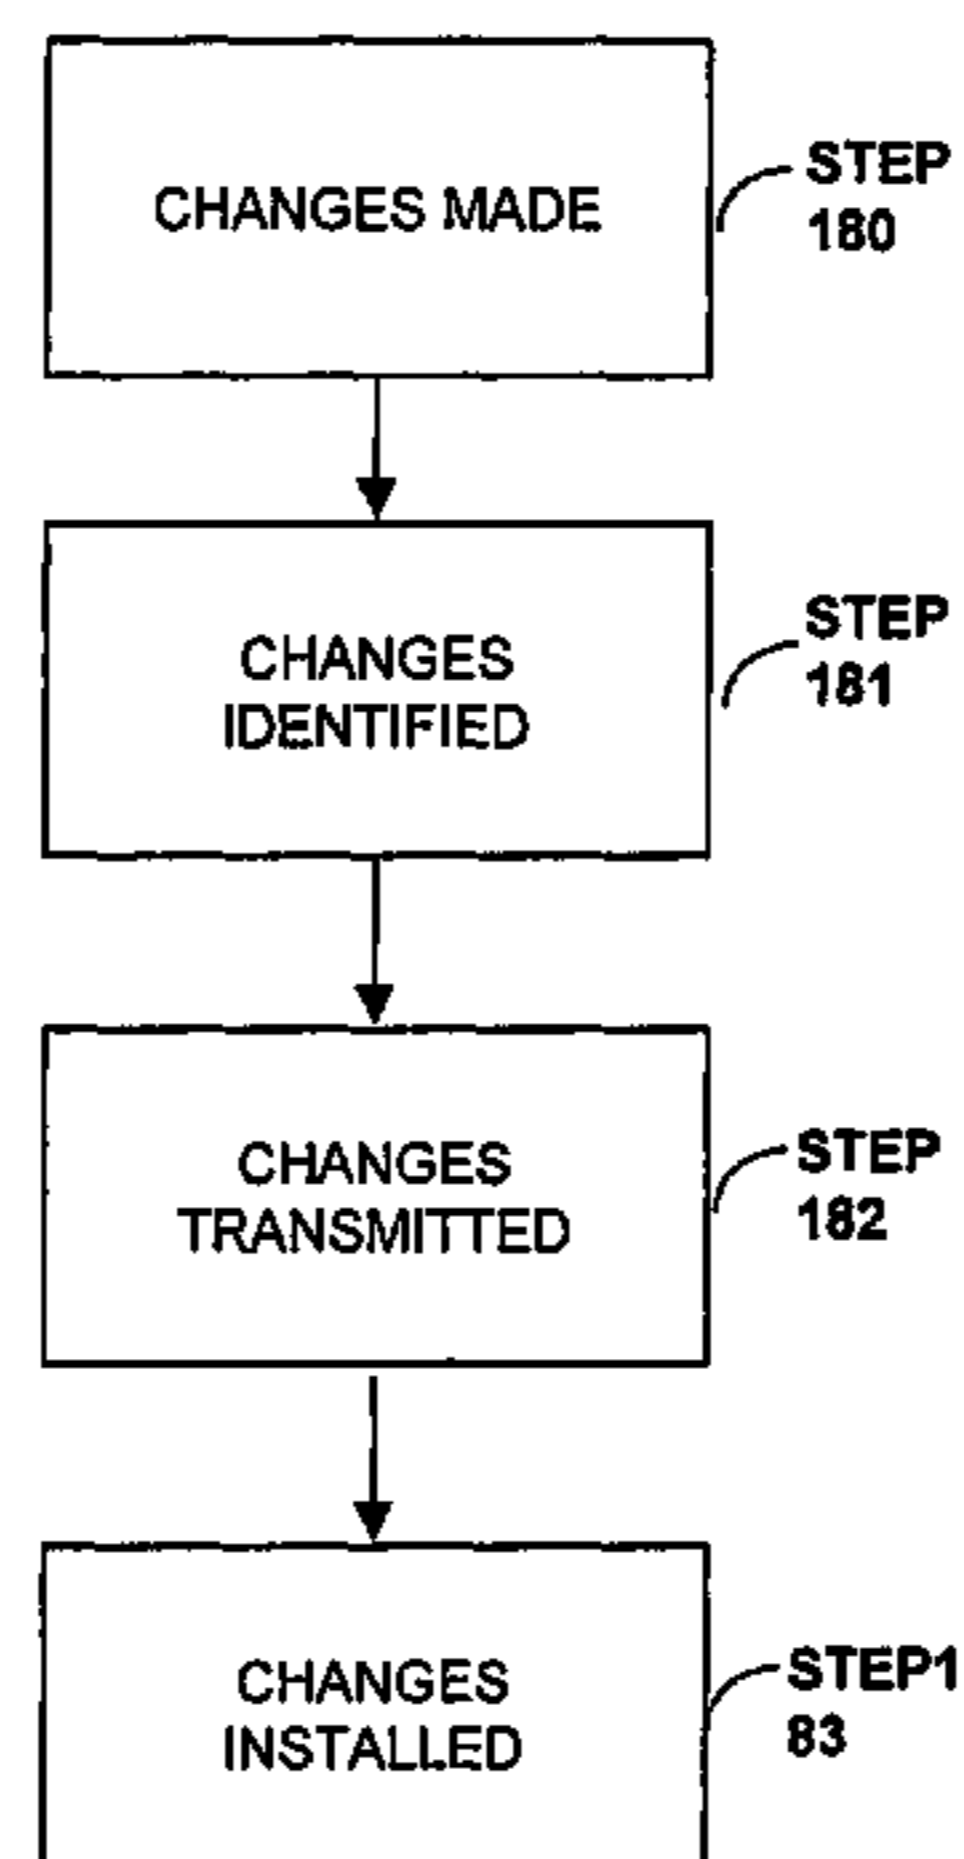 CHANGES MADE
STEP
180
CHANGES
IDENTIFIED
STEP
181
CHANGES
TRANSMITTED
STEP
182
CHANGES
INSTALLED
STEP1
83